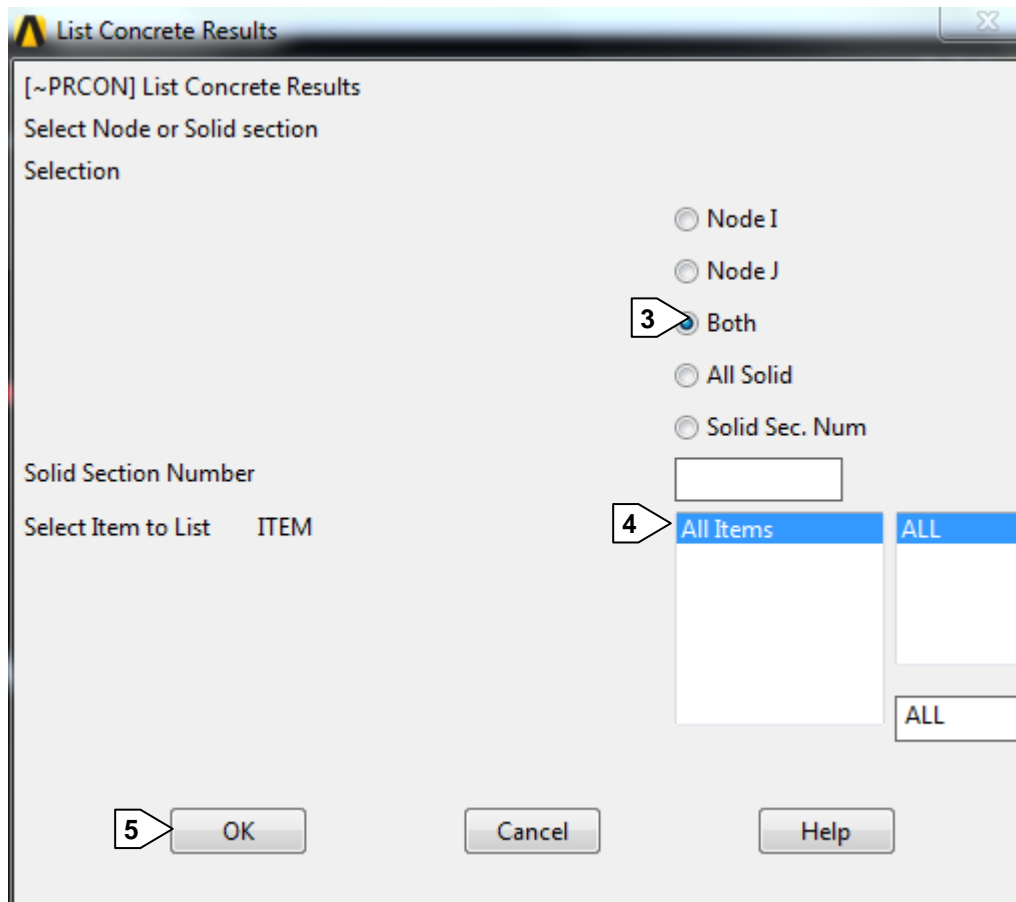 List Concrete Results
[~PRCON] List Concrete Results
Select Node or Solid section
Selection
Node I
Node J
3 Both
All Solid
Solid Sec. Num
Solid Section Number
Select Item to List ITEM 4 All Items ALL
ALL
5 OK Cancel Help